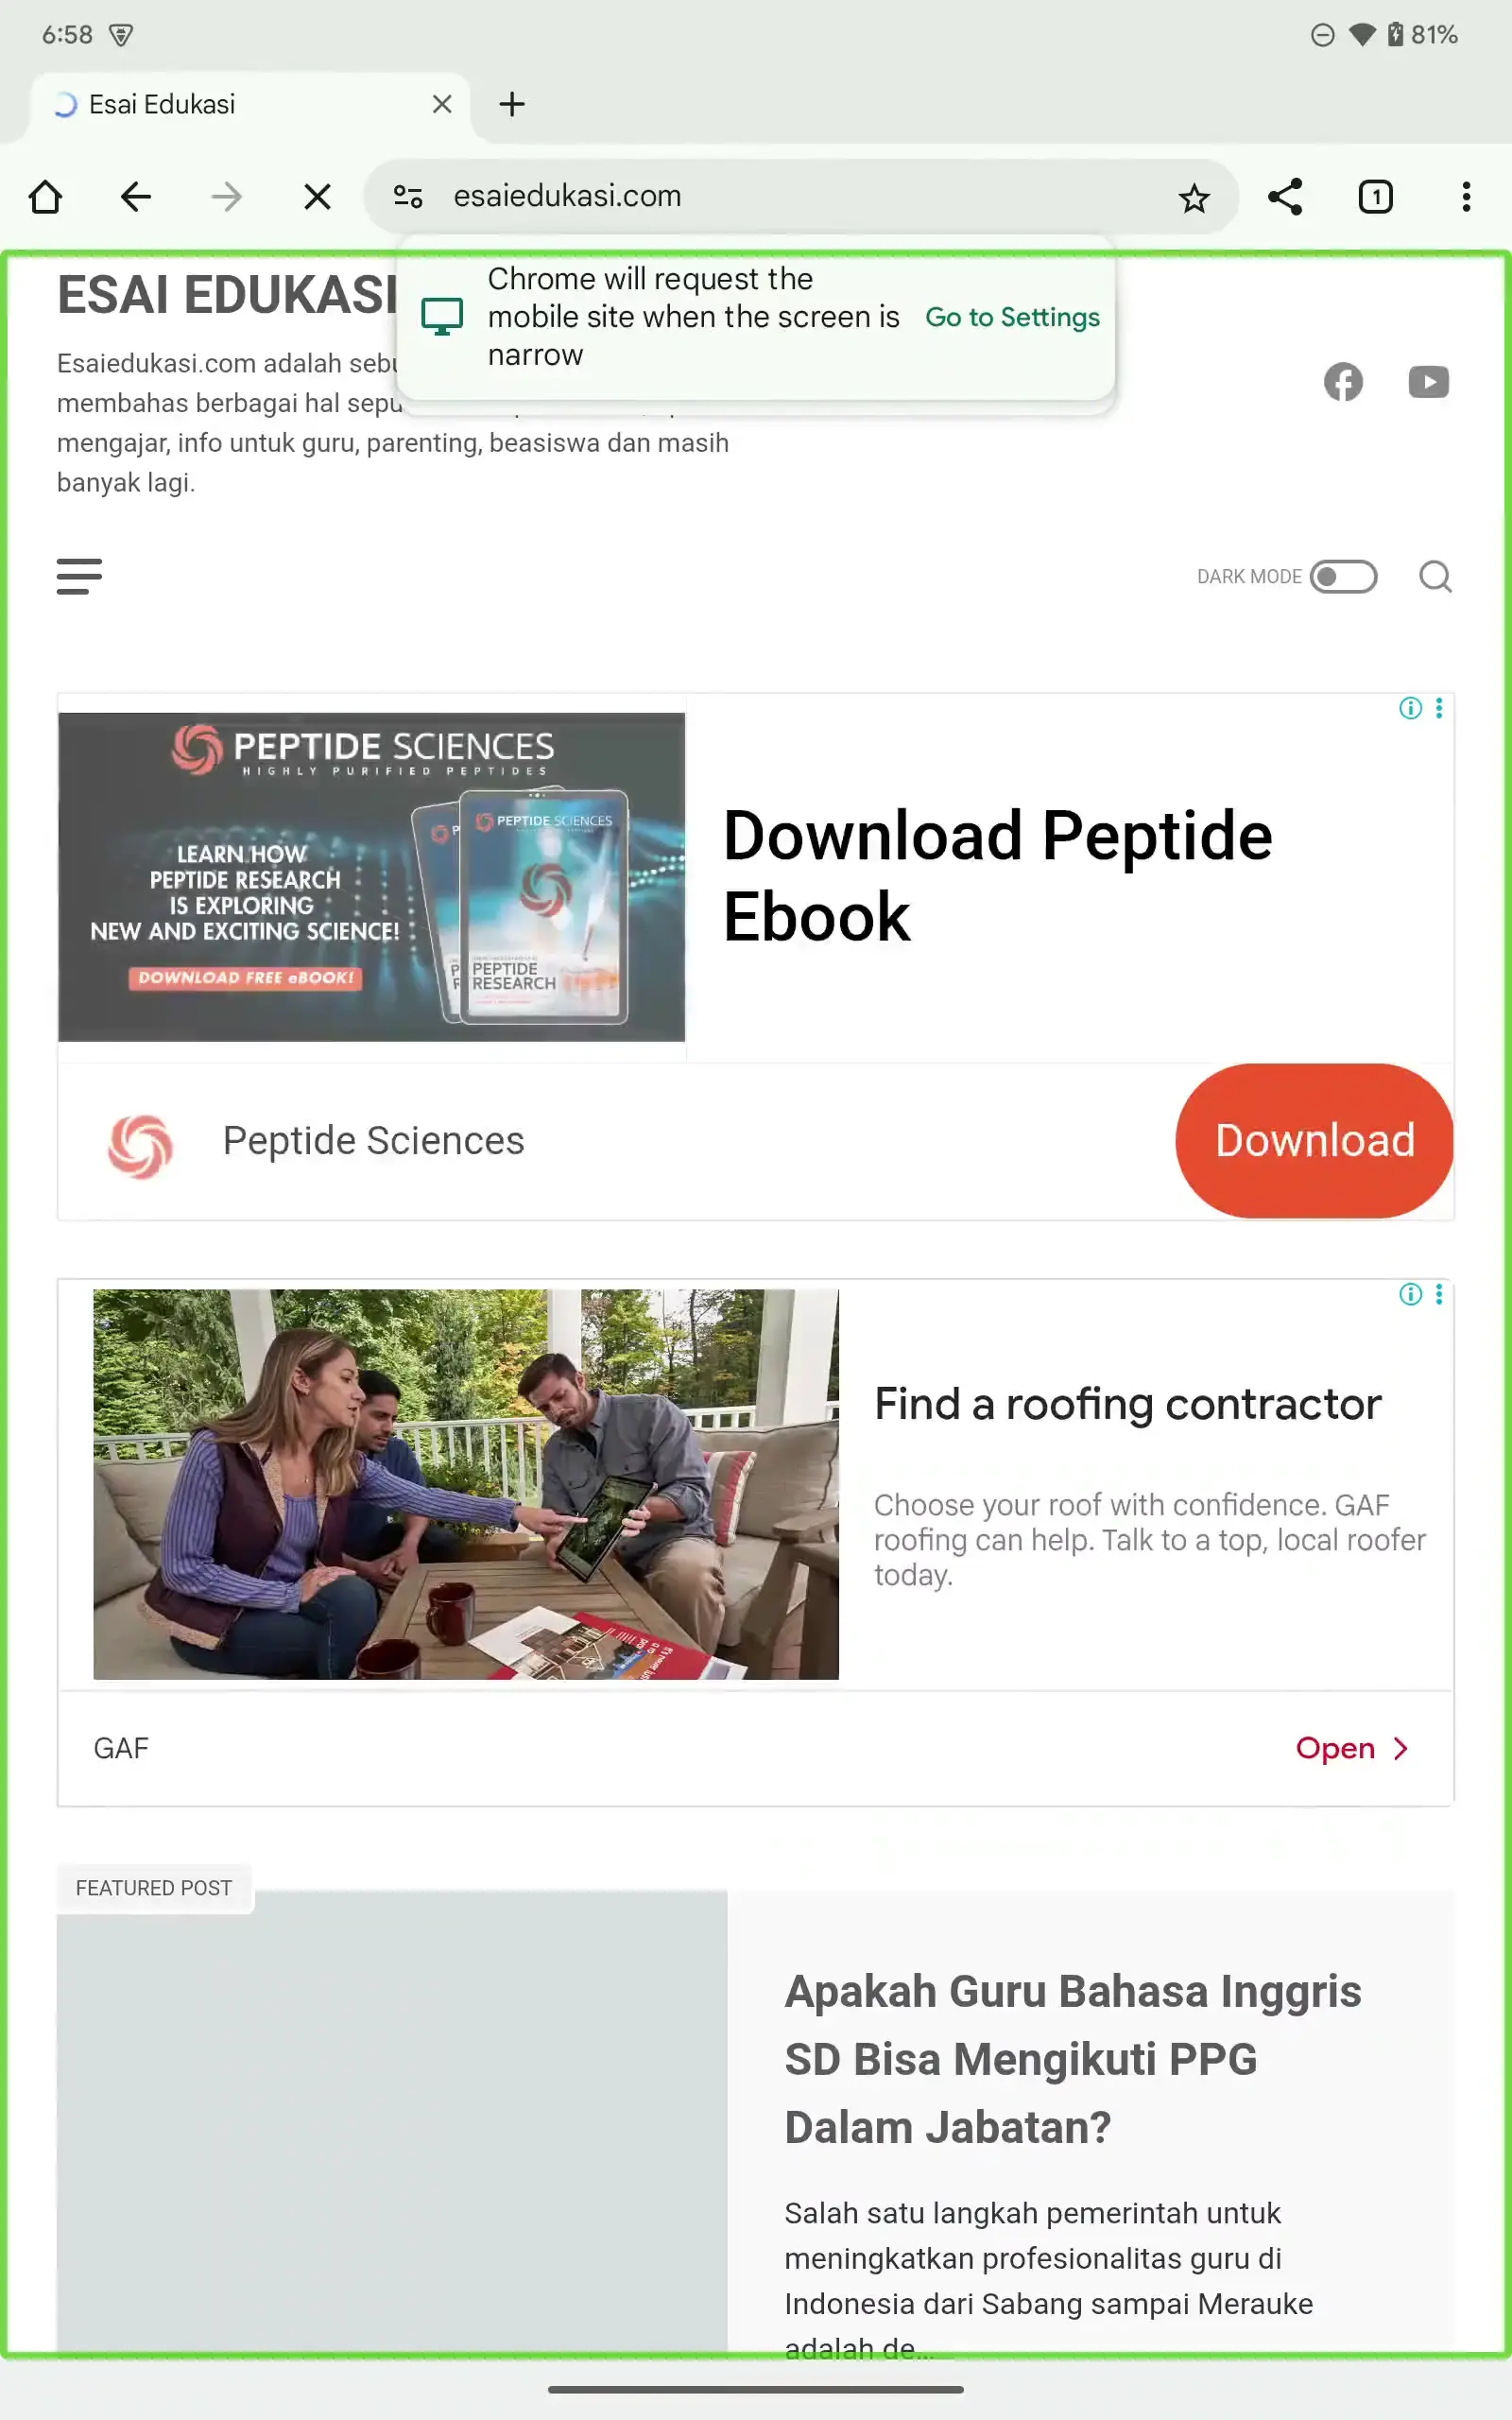 6:58
81%
Esai Edukasi
esaiedukasi.com
1
Chrome will request the
mobile site when the screen is
narrow
Go to Settings
ESAI EDUKASI
Esaiedukasi.com adalah
membahas berbagai hal
mengajar, info untuk guru, parenting, beasiswa dan masih
banyak lagi.
DARK MODE
PEPTIDE SCIENCES
HIGHLY PURIFIED PEPTIDES
LEARN HOW
PEPTIDE RESEARCH
IS EXPLORING
NEW AND EXCITING SCIENCE!
DOWNLOAD FREE eBOOK!
PEPTIDE SCIENCES
PEPTIDE
RESEARCH
Download Peptide
Ebook
Peptide Sciences
Download
Find a roofing contractor
Choose your roof with confidence. GAF
roofing can help. Talk to a top, local roofer
today.
GAF
Open
FEATURED POST
Apakah Guru Bahasa Inggris
SD Bisa Mengikuti PPG
Dalam Jabatan?
Salah satu langkah pemerintah untuk
meningkatkan profesionalitas guru di
Indonesia dari Sabang sampai Merauke
adalah de...